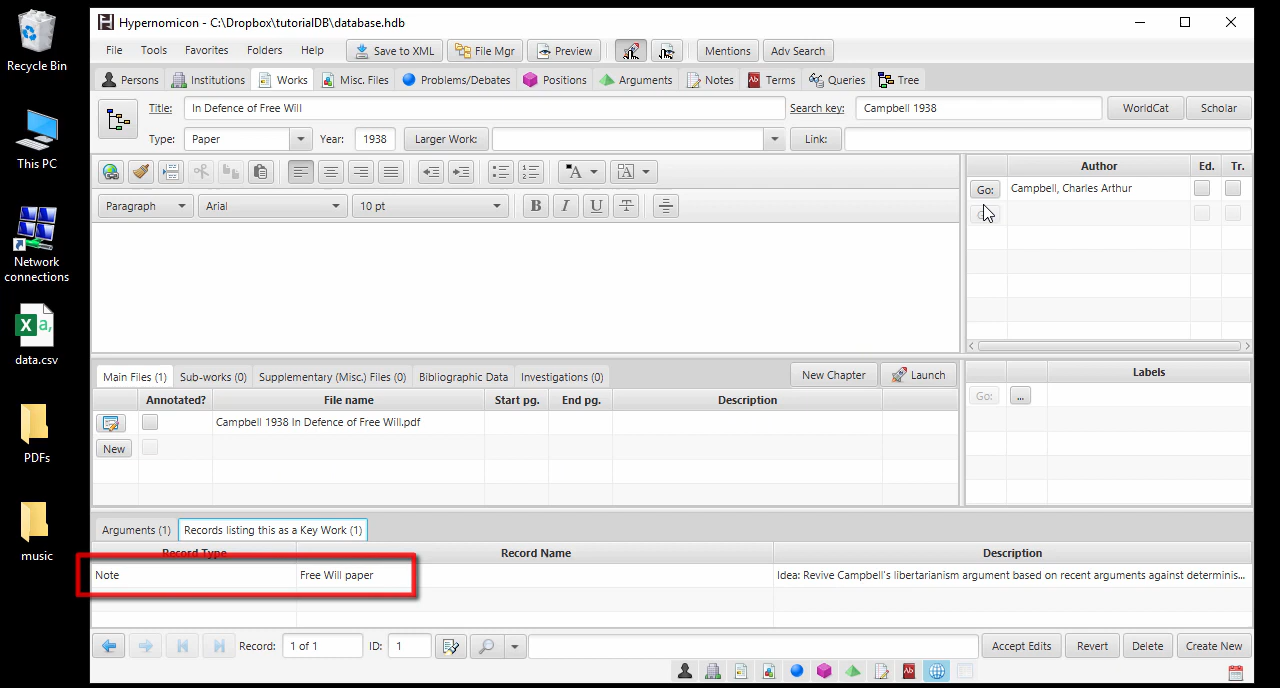 Recycle Bin
This PC
Network
connections
data.csv
PDFs
music
Hypernomicon - C:\Dropbox\tutorialDB\database.hdb
File Tools Favorites Folders Help Save to XML File Mgr Preview Mentions Adv Search
Persons Institutions Works Misc. Files Problems/Debates Positions Arguments Notes Terms Queries Tree
Title: In Defence of Free Will Search key: Campbell 1938 WorldCat Scholar
Type: Paper Year: 1938 Larger Work: Link:
Paragraph Arial 10 pt B I U T
Author Ed. Tr.
Go: Campbell, Charles Arthur
Main Files (1) Sub-works (0) Supplementary (Misc.) Files (0) Bibliographic Data Investigations (0) New Chapter Launch
Annotated? File name Start pg. End pg. Description
Campbell 1938 In Defence of Free Will.pdf
New
Labels
Go: ...
Arguments (1) Records listing this as a Key Work (1)
Record Type Record Name Description
Note Free Will paper Idea: Revive Campbell's libertarianism argument based on recent arguments against determinis...
Record: 1 of 1 ID: 1 Accept Edits Revert Delete Create New